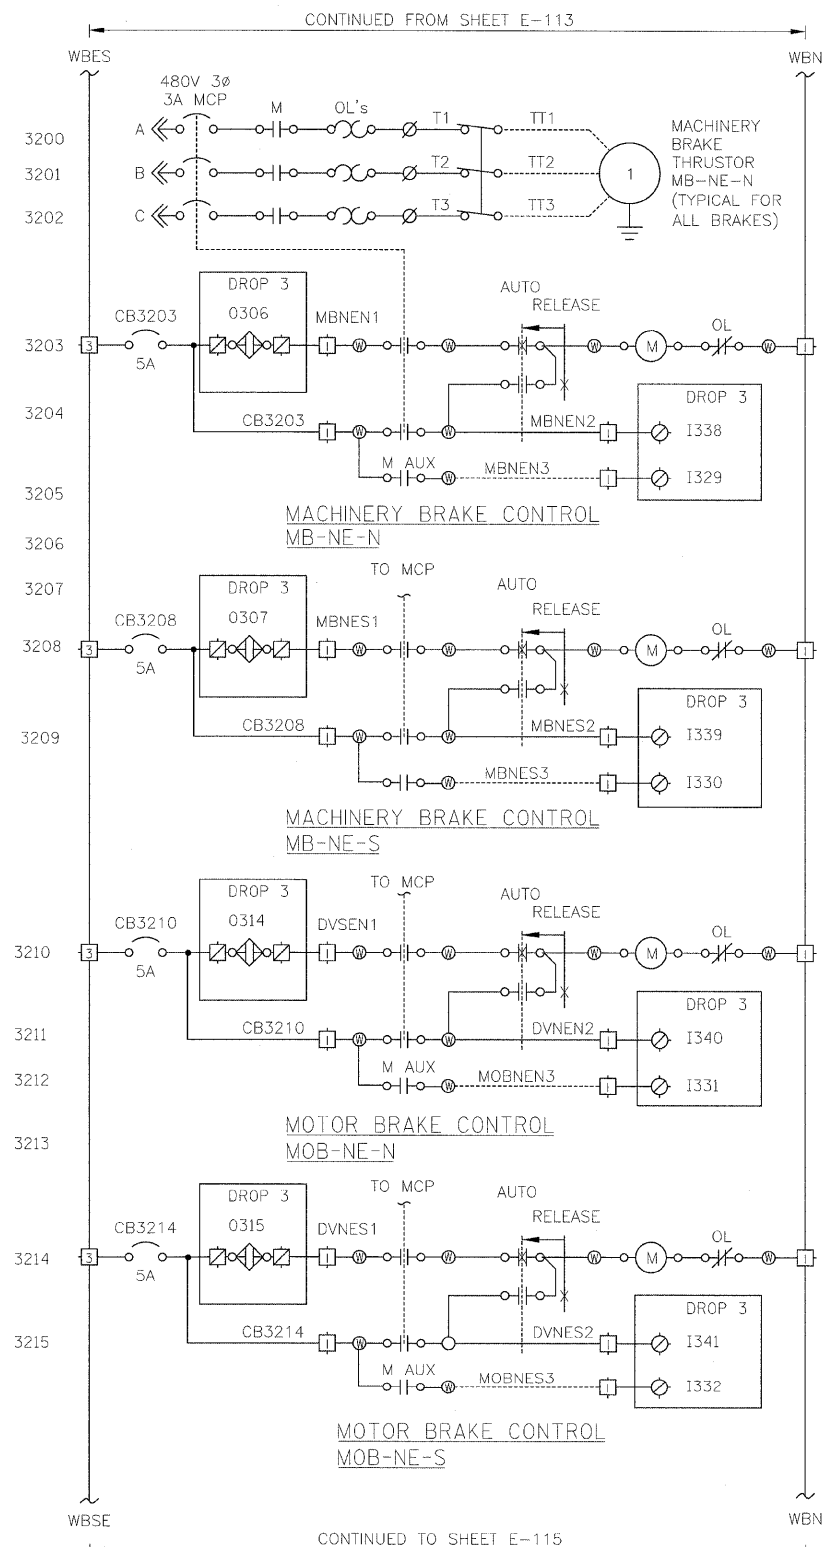 CONTINUED FROM SHEET E-113
WBES
WBN
480V 3ø
3A MCP
M
OL's
3200
A
T1
TT1
3201
B
T2
TT2
3202
C
T3
TT3
1
MACHINERY
BRAKE
THRUSTOR
MB-NE-N
(TYPICAL FOR
ALL BRAKES)
DROP 3
0306
AUTO
RELEASE
CB3203
MBNEN1
OL
3203
3
5A
I
W
W
W
M
W
I
3204
DROP 3
CB3203
I
W
W
MBNEN2
I
I338
M AUX
W
MBNEN3
I
I329
3205
MACHINERY BRAKE CONTROL
MB-NE-N
3206
3207
TO MCP
DROP 3
0307
AUTO
RELEASE
CB3208
MBNES1
OL
3208
3
5A
I
W
W
W
M
W
I
DROP 3
3209
CB3208
I
W
W
MBNES2
I
I339
W
MBNES3
I
I330
MACHINERY BRAKE CONTROL
MB-NE-S
TO MCP
DROP 3
0314
AUTO
RELEASE
CB3210
DVSEN1
OL
3210
3
5A
I
W
W
W
M
W
I
DROP 3
3211
CB3210
I
W
W
DVNEN2
I
I340
3212
M AUX
W
MOBNEN3
I
I331
MOTOR BRAKE CONTROL
MOB-NE-N
3213
TO MCP
DROP 3
0315
AUTO
RELEASE
CB3214
DVNES1
OL
3214
3
5A
I
W
W
W
M
W
I
DROP 3
3215
CB3214
I
W
DVNES2
I
I341
M AUX
W
MOBNES3
I
I332
MOTOR BRAKE CONTROL
MOB-NE-S
WBSE
WBN
CONTINUED TO SHEET E-115